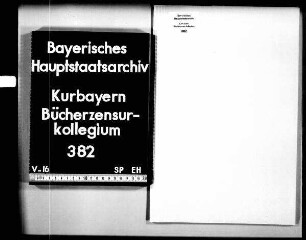 Bayerisches
Hauptstaatsarchiv
Kurbayern
Bücherzensur-
kollegium
382
V-16 SP EH